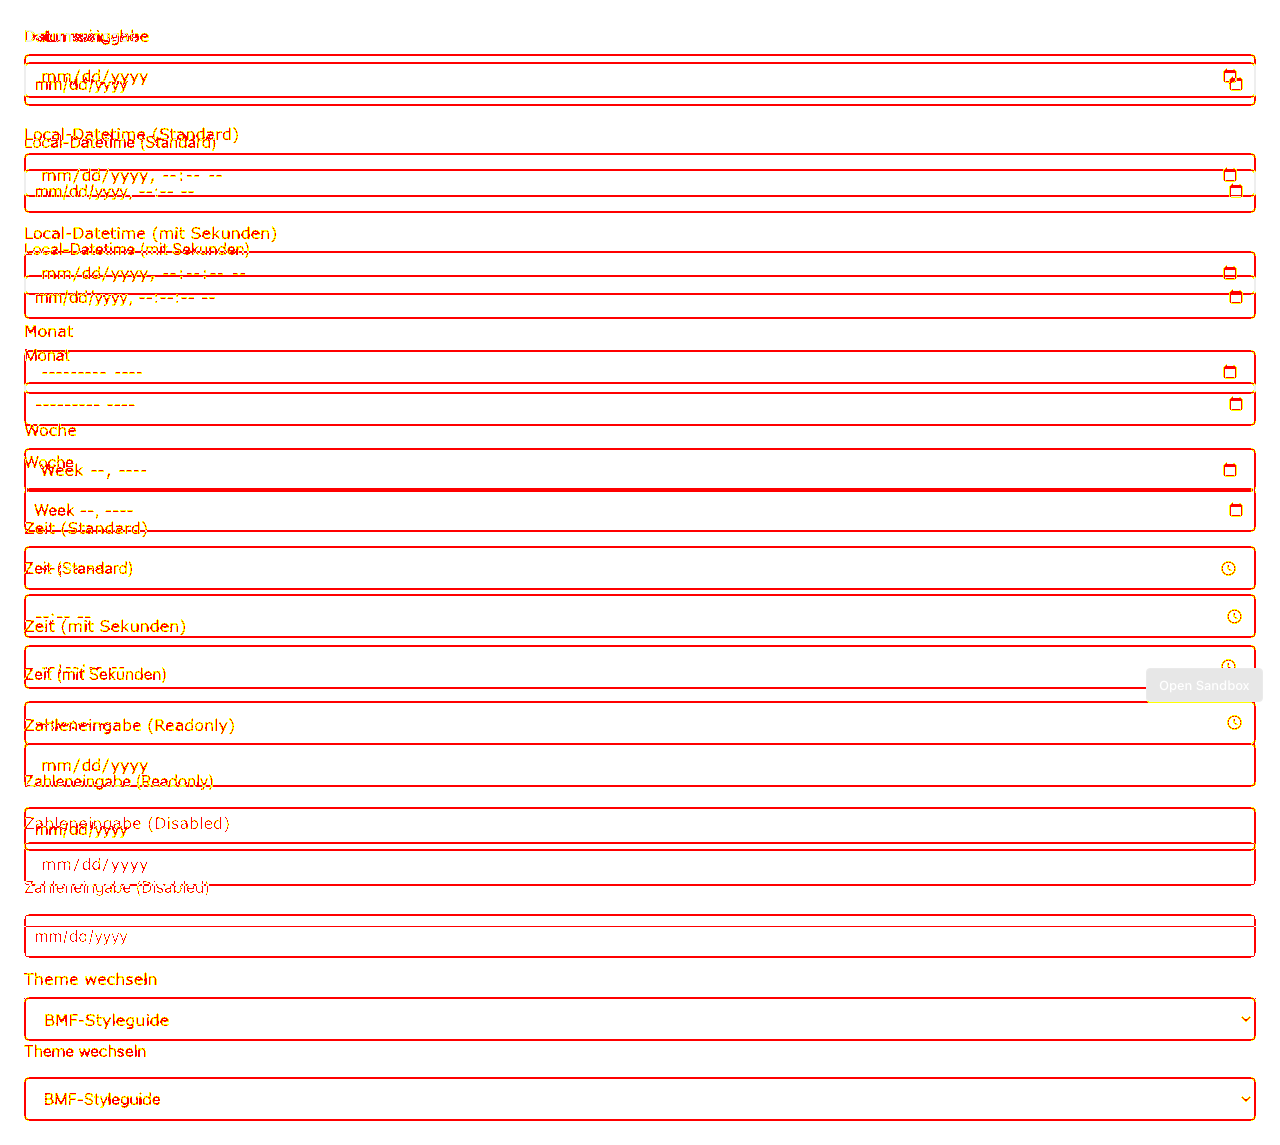 mm/dd/yyyy
mm/dd/yyyy
Local-Datetime (Standard)
Local-Datetime (Standard)
mm/dd/yyyy, --:-- --
mm/dd/yyyy, --:-- --
Local-Datetime (mit Sekunden)
Local-Datetime (mit Sekunden)
mm/dd/yyyy, --:--:-- --
mm/dd/yyyy, --:--:-- --
Monat
Monat
--------- ----
--------- ----
Woche
Woche
Week --, ----
Week --, ----
Zeit (Standard)
Zeit (Standard)
--:-- --
Zeit (mit Sekunden)
Zeit (mit Sekunden)
Open Sandbox
Zahleneingabe (Readonly)
mm/dd/yyyy
Zahleneingabe (Readonly)
Zahleneingabe (Disabled)
mm/dd/yyyy
mm/dd/yyyy
Zahleneingabe (Disabled)
mm/dd/yyyy
Theme wechseln
BMF-Styleguide
Theme wechseln
BMF-Styleguide